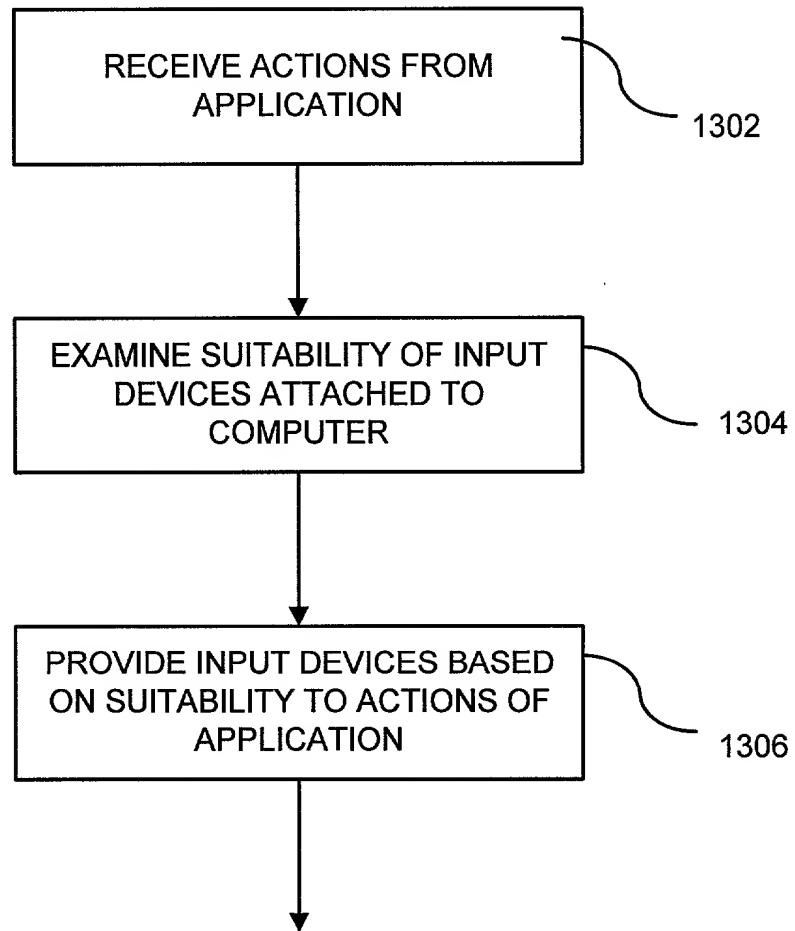 RECEIVE ACTIONS FROM
APPLICATION
1302
EXAMINE SUITABILITY OF INPUT
DEVICES ATTACHED TO
COMPUTER
1304
PROVIDE INPUT DEVICES BASED
ON SUITABILITY TO ACTIONS OF
APPLICATION
1306